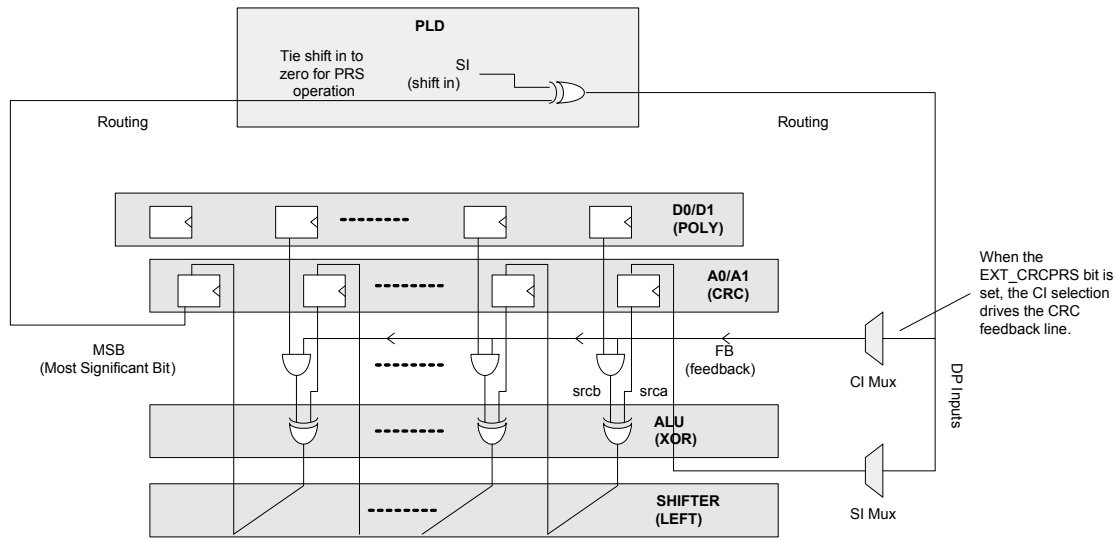 PLD
Tie shift in to
zero for PRS
operation
SI
(shift in)
Routing
Routing
D0/D1
(POLY)
A0/A1
(CRC)
When the
EXT_CRCPRS bit is
set, the CI selection
drives the CRC
feedback line.
MSB
(Most Significant Bit)
FB
(feedback)
CI Mux
DP Inputs
srcb
srca
ALU
(XOR)
SHIFTER
(LEFT)
SI Mux